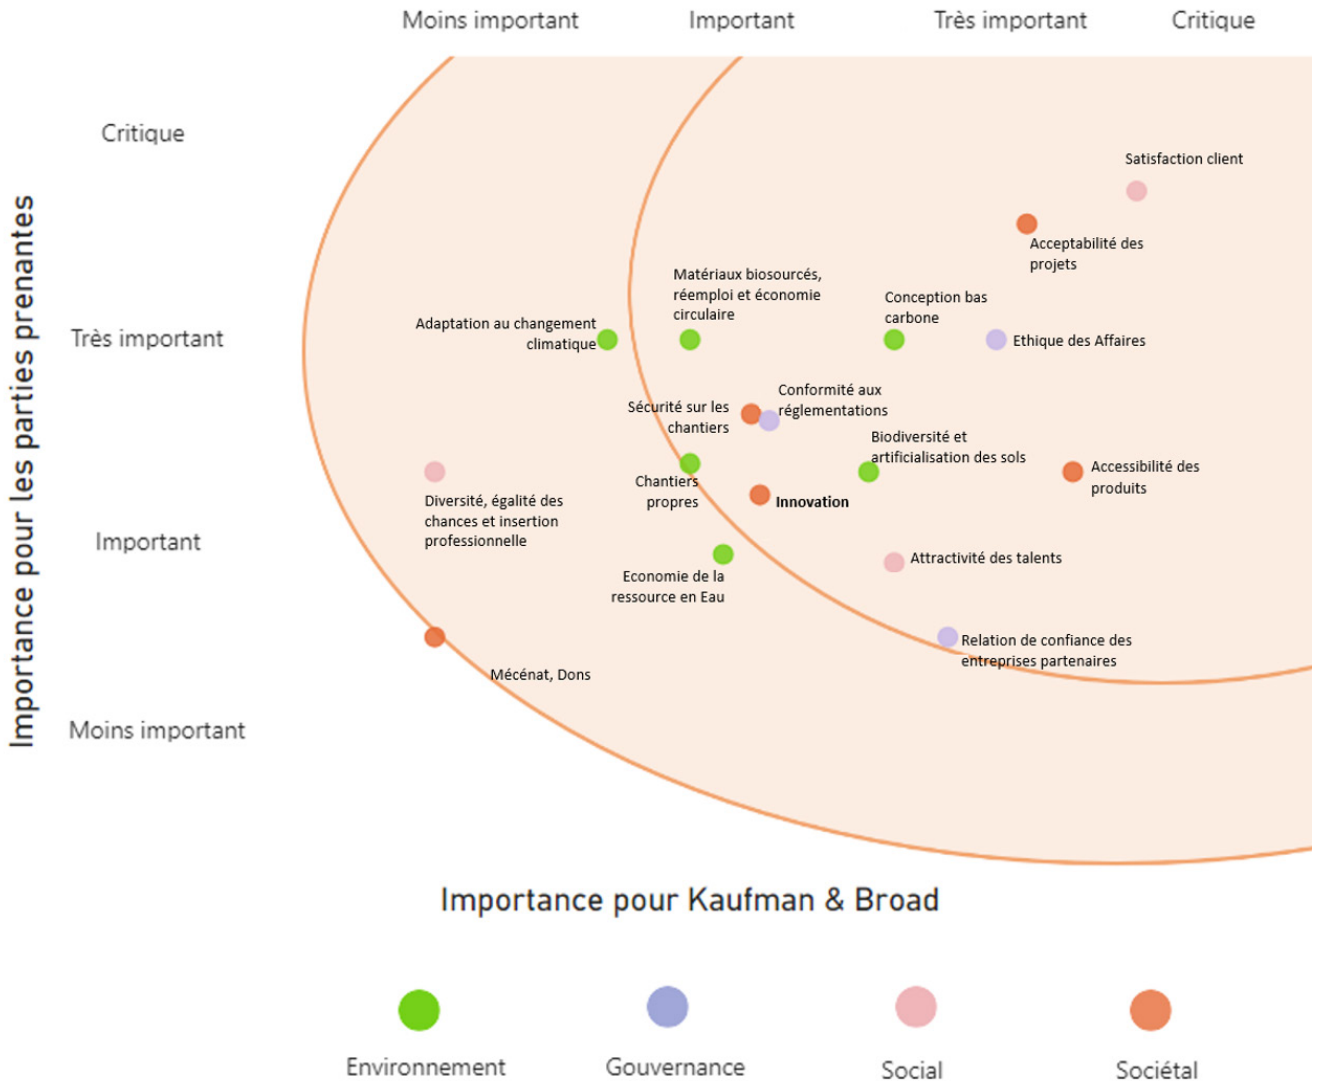 Moins important
Important
Très important
Critique
Importance pour les parties prenantes
Critique
Très important
Important
Moins important
Satisfaction client
Acceptabilité des
projets
Matériaux biosourcés,
réemploi et économie
circulaire
Conception bas
carbone
Adaptation au changement
climatique
Ethique des Affaires
Conformité aux
réglementations
Sécurité sur les
chantiers
Biodiversité et
artificialisation des sols
Accessibilité des
produits
Chantiers
propres
Innovation
Diversité, égalité des
chances et insertion
professionnelle
Attractivité des talents
Economie de la
ressource en Eau
Relation de confiance des
entreprises partenaires
Mécénat, Dons
Importance pour Kaufman & Broad
Environnement
Gouvernance
Social
Sociétal